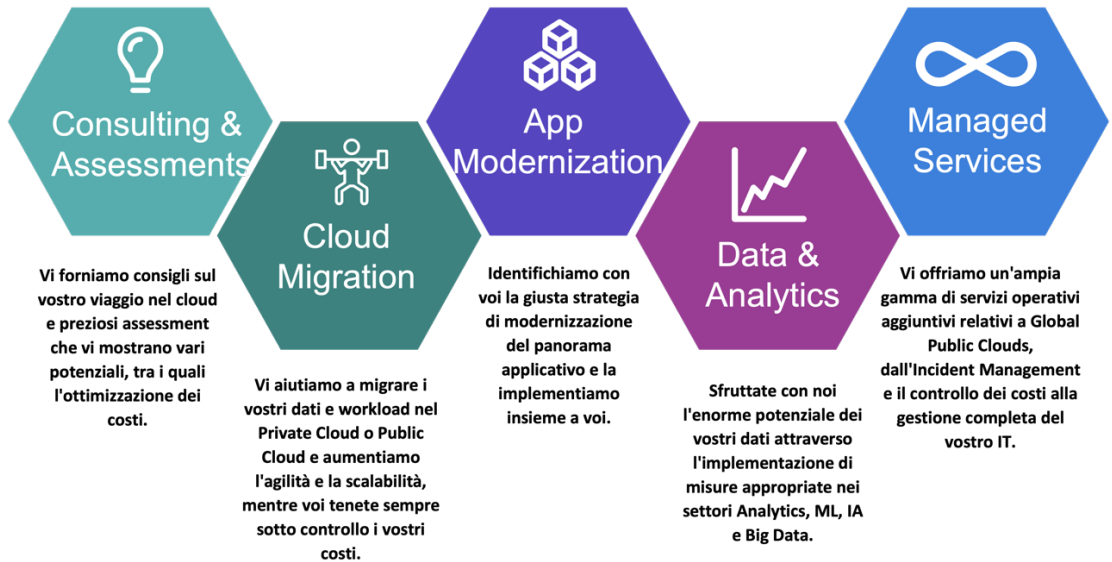 Consulting &
Assessments
Vi forniamo consigli sul
vostro viaggio nel cloud
e preziosi assessment
che vi mostrano vari
potenziali, tra i quali
l'ottimizzazione dei
costi.
Cloud
Migration
Vi aiutiamo a migrare i
vostri dati e workload nel
Private Cloud o Public
Cloud e aumentiamo
l'agilità e la scalabilità,
mentre voi tenete sempre
sotto controllo i vostri
costi.
App
Modernization
Identifichiamo con
voi la giusta strategia
di modernizzazione
del panorama
applicativo e la
implementiamo
insieme a voi.
Data &
Analytics
Sfruttate con noi
l'enorme potenziale dei
vostri dati attraverso
l'implementazione di
misure appropriate nei
settori Analytics, ML, IA
e Big Data.
Managed
Services
Vi offriamo un'ampia
gamma di servizi operativi
aggiuntivi relativi a Global
Public Clouds,
dall'Incident Management
e il controllo dei costi alla
gestione completa del
vostro IT.